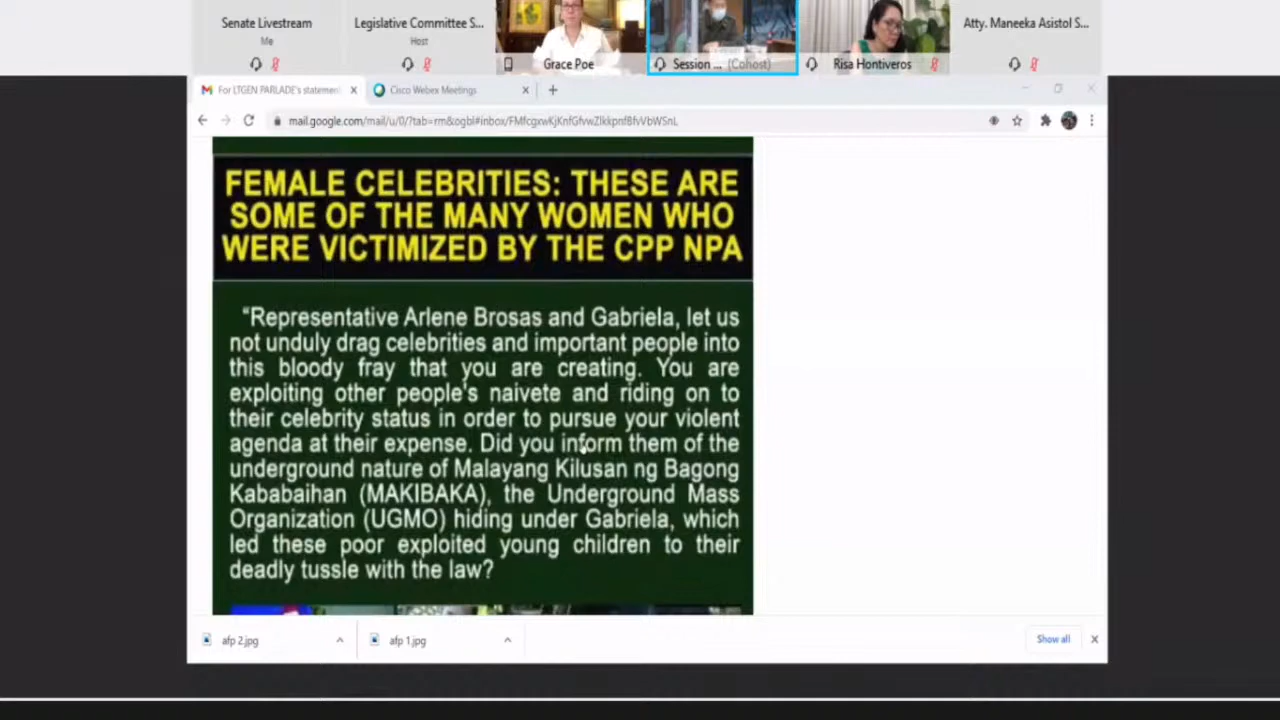 Senate Livestream
Me
Legislative Committee S...
Host
Grace Poe
Session ... (Cohost)
Risa Hontiveros
Atty. Maneeka Asistol S...
For LTGEN PARLADE's statement
Cisco Webex Meetings
FEMALE CELEBRITIES: THESE ARE
SOME OF THE MANY WOMEN WHO
WERE VICTIMIZED BY THE CPP NPA
“Representative Arlene Brosas and Gabriela, let us
not unduly drag celebrities and important people into
this bloody fray that you are creating. You are
exploiting other people's naivete and riding on to
their celebrity status in order to pursue your violent
agenda at their expense. Did you inform them of the
underground nature of Malayang Kilusan ng Bagong
Kababaihan (MAKIBAKA), the Underground Mass
Organization (UGMO) hiding under Gabriela, which
led these poor exploited young children to their
deadly tussle with the law?
afp 2.jpg
afp 1.jpg
Show all